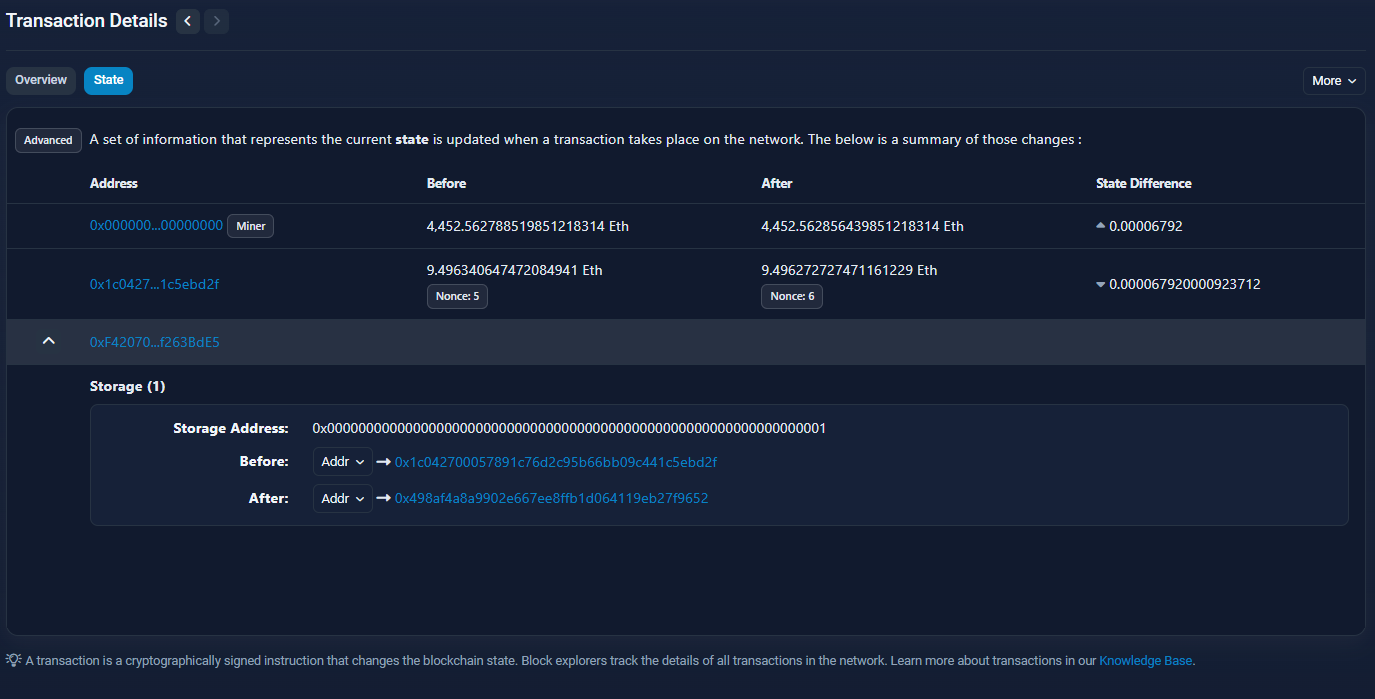 Transaction Details
Overview State More
Advanced A set of information that represents the current state is updated when a transaction takes place on the network. The below is a summary of those changes :
Address Before After State Difference
0x000000...00000000 Miner 4,452.562788519851218314 Eth 4,452.562856439851218314 Eth 0.00006792
0x1c0427...1c5ebd2f 9.496340647472084941 Eth 9.496272727471161229 Eth 0.000067920000923712
Nonce: 5 Nonce: 6
0xF42070...f263BdE5
Storage (1)
Storage Address: 0x0000000000000000000000000000000000000000000000000000000000000001
Before: Addr → 0x1c042700057891c76d2c95b66bb09c441c5ebd2f
After: Addr → 0x498af4a8a9902e667ee8ffb1d064119eb27f9652
A transaction is a cryptographically signed instruction that changes the blockchain state. Block explorers track the details of all transactions in the network. Learn more about transactions in our Knowledge Base.